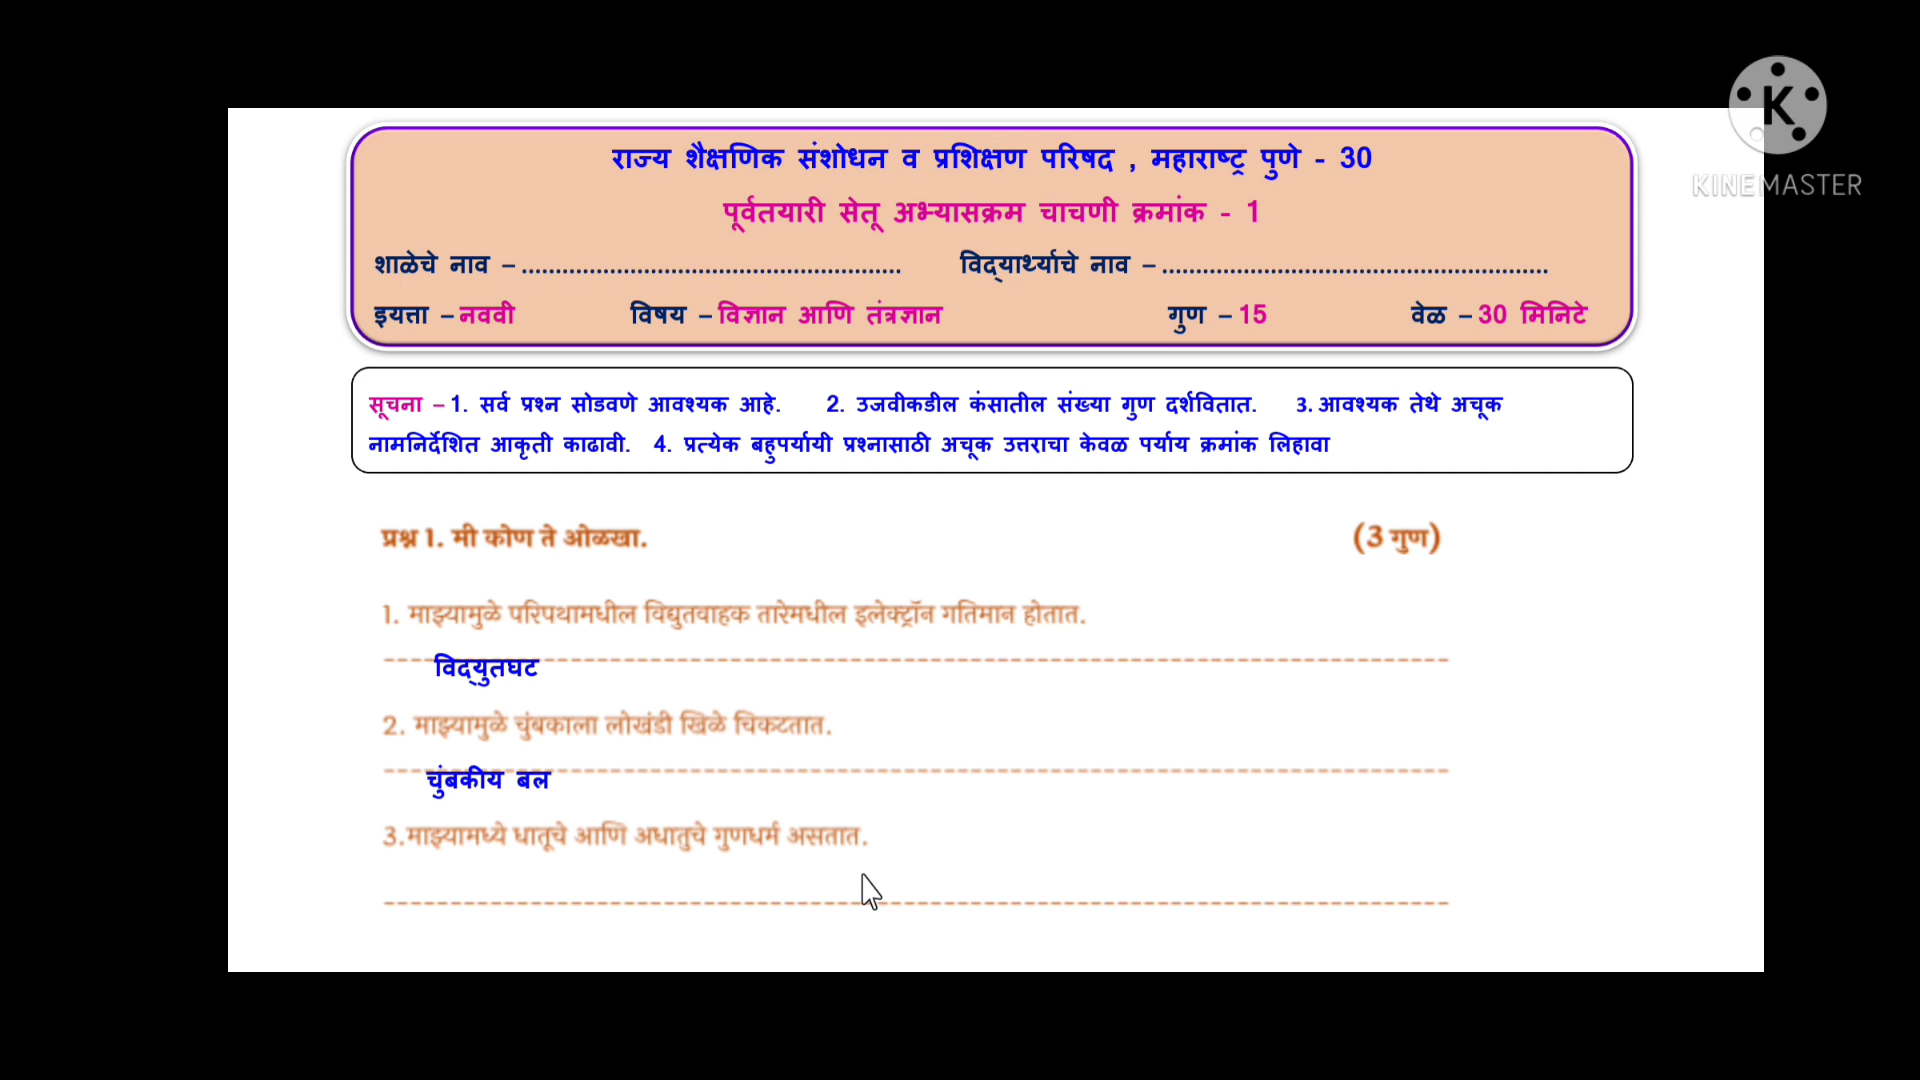 राज्य शैक्षणिक संशोधन व प्रशिक्षण परिषद , महाराष्ट्र पुणे - 30
पूर्वतयारी सेतू अभ्यासक्रम चाचणी क्रमांक - 1
शाळेचे नाव – ........................................................ विद्यार्थ्याचे नाव – .........................................................
इयत्ता – नववी विषय – विज्ञान आणि तंत्रज्ञान गुण – 15 वेळ – 30 मिनिटे
सूचना – 1. सर्व प्रश्न सोडवणे आवश्यक आहे. 2. उजवीकडील कंसातील संख्या गुण दर्शवितात. 3. आवश्यक तेथे अचूक
नामनिर्देशित आकृती काढावी. 4. प्रत्येक बहुपर्यायी प्रश्नासाठी अचूक उत्तराचा केवळ पर्याय क्रमांक लिहावा
प्रश्न 1. मी कोण ते ओळखा. (3 गुण)
1. माझ्यामुळे परिपथामधील विद्युतवाहक तारेमधील इलेक्ट्रॉन गतिमान होतात.
विद्युतघट
2. माझ्यामुळे चुंबकाला लोखंडी खिळे चिकटतात.
चुंबकीय बल
3.माझ्यामध्ये धातूचे आणि अधातुचे गुणधर्म असतात.
KINEMASTER